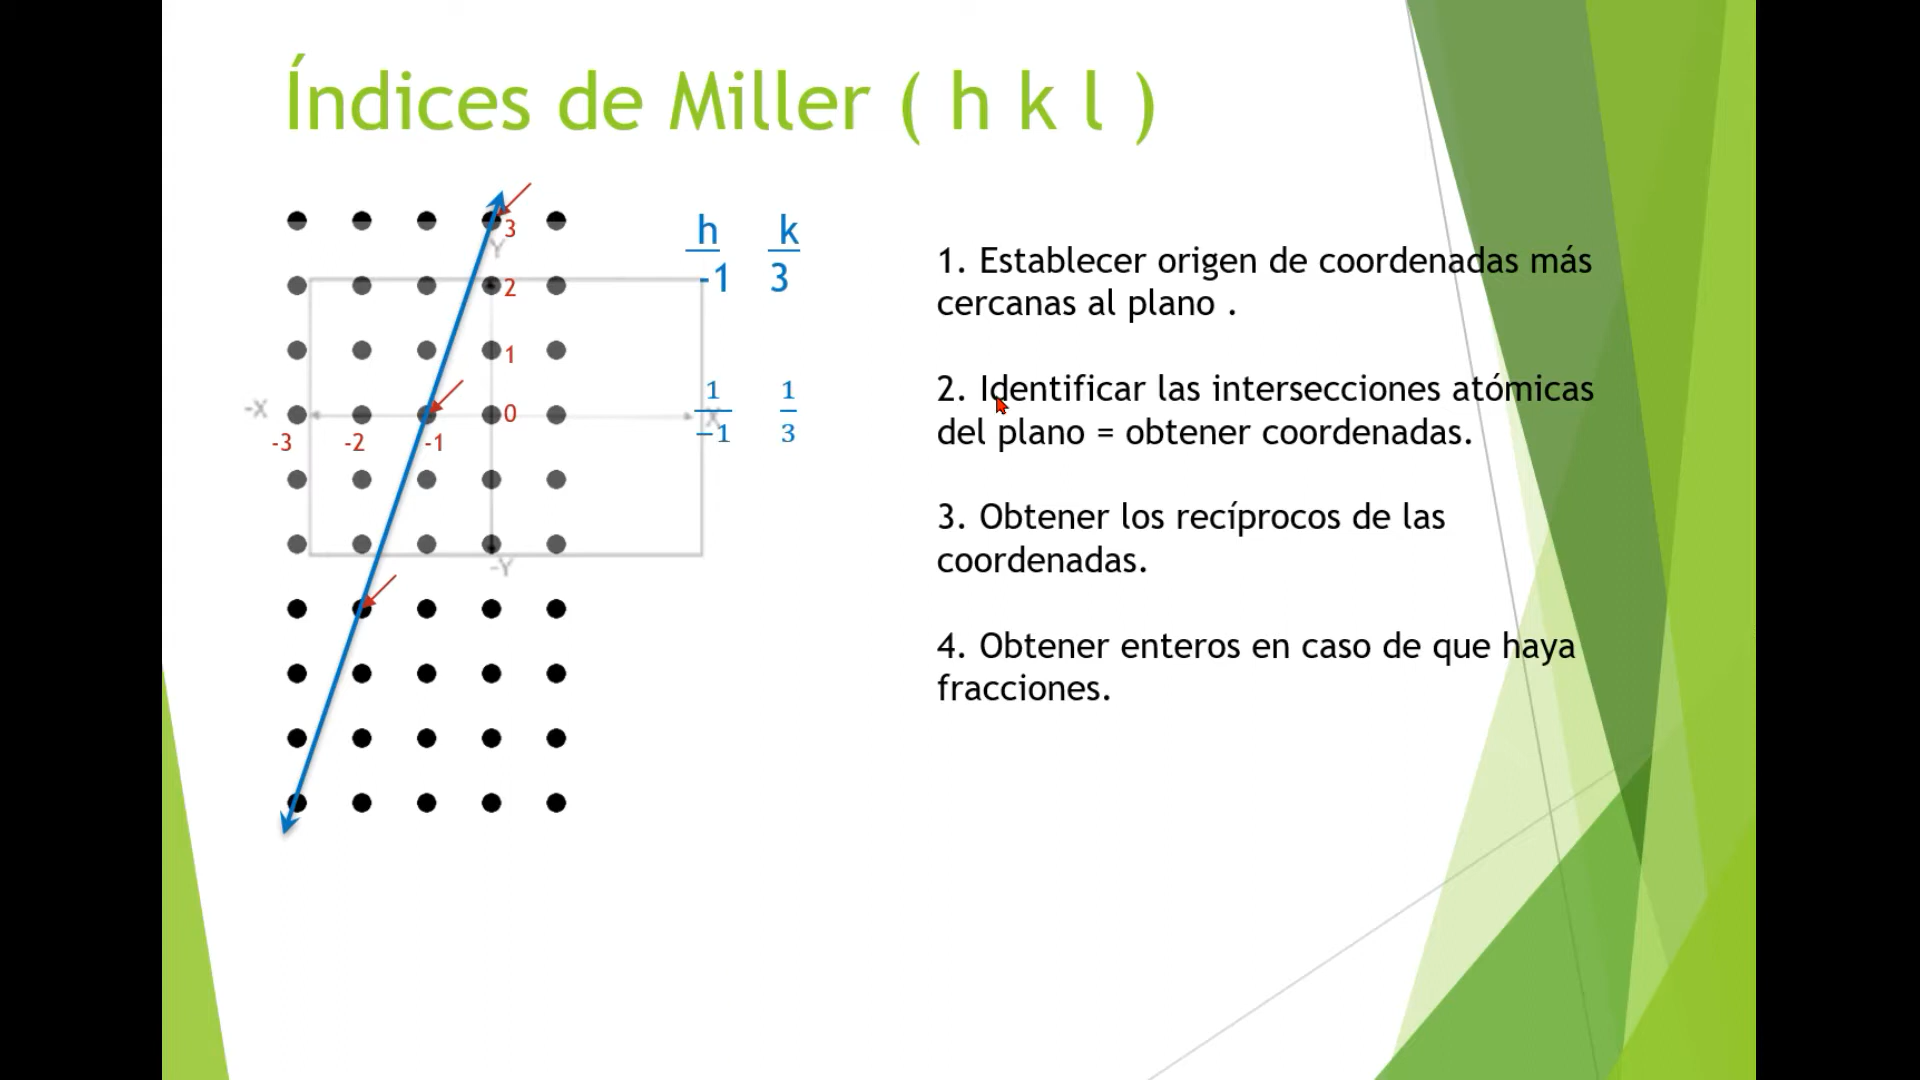 Índices de Miller ( h k l )
3
Y
2
1
0
-X
X
-3
-2
-1
-Y
h k
-1 3
1 1
−1 3
1. Establecer origen de coordenadas más
cercanas al plano .
2. Identificar las intersecciones atómicas
del plano = obtener coordenadas.
3. Obtener los recíprocos de las
coordenadas.
4. Obtener enteros en caso de que haya
fracciones.